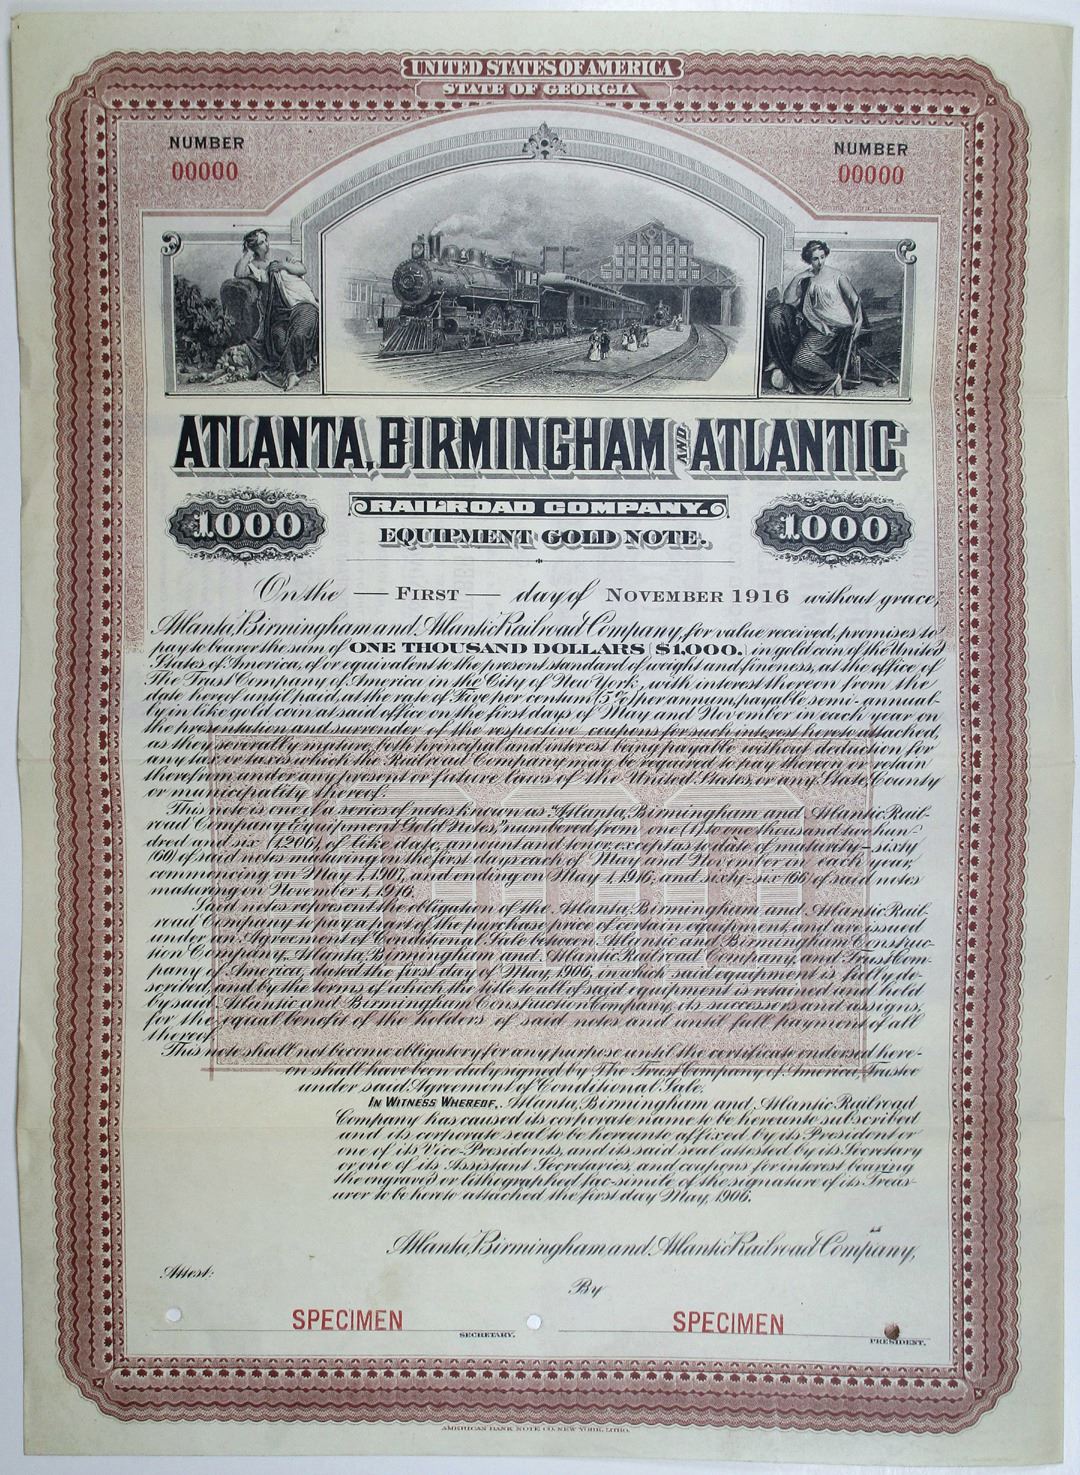 UNITED STATES OF AMERICA
STATE OF GEORGIA
NUMBER
00000
NUMBER
00000
ATLANTA, BIRMINGHAM AND ATLANTIC
1000
RAILROAD COMPANY.
1000
EQUIPMENT GOLD NOTE.
On the — FIRST — day of NOVEMBER 1916 without grace,
Atlanta, Birmingham and Atlantic Railroad Company, for value received, promises to
pay to bearer the sum of ONE THOUSAND DOLLARS ($1,000.) in gold coin of the United
States of America, of or equivalent to the present standard of weight and fineness, at the office of
The Trust Company of America in the City of New York, with interest thereon from the
date hereof until paid, at the rate of Five per centum (5%) per annum, payable semi-annual-
ly in like gold coin at said office on the first days of May and November in each year on
the presentation and surrender of the respective coupons for such interest hereto attached,
as they severally mature, both principal and interest being payable without deduction for
any tax or taxes which the Railroad Company may be required to pay thereon or retain
therefrom under any present or future laws of the United States, or any State, County
or municipality thereof.
This note is one of a series of notes known as "Atlanta, Birmingham and Atlantic Rail-
road Company Equipment Gold Notes," numbered from one (1) to one thousand two hun-
dred and six (1,206), of like date, amount and tenor, except as to date of maturity—sixty
(60) of said notes maturing on the first days each of May and November in each year,
commencing on May 1, 1907, and ending on May 1, 1916, and sixty-six (66) of said notes
maturing on November 1, 1916.
Said notes represent the obligation of the Atlanta, Birmingham and Atlantic Rail-
road Company to pay a part of the purchase price of certain equipment, and are issued
under an Agreement of Conditional Sale between Atlantic and Birmingham Construc-
tion Company, Atlanta, Birmingham and Atlantic Railroad Company, and Trust Com-
pany of America, dated the first day of May, 1906, in which said equipment is fully de-
scribed, and by the terms of which the title to all of said equipment is retained and held
by said Atlantic and Birmingham Construction Company, its successors and assigns,
for the equal benefit of the holders of said notes and until full payment of all
thereof.
This note shall not become obligatory for any purpose until the certificate endorsed here-
on shall have been duly signed by The Trust Company of America, Trustee
under said Agreement of Conditional Sale.
IN WITNESS WHEREOF, Atlanta, Birmingham and Atlantic Railroad
Company has caused its corporate name to be hereunto subscribed
and its corporate seal to be hereunto affixed by its President or
one of its Vice-Presidents, and its said seal attested by its Secretary
or one of its Assistant Secretaries, and coupons for interest bearing
the engraved or lithographed fac-simile of the signature of its Treas-
urer to be hereto attached the first day May, 1906.
Atlanta, Birmingham and Atlantic Railroad Company,
Attest:
By
SPECIMEN
SECRETARY.
SPECIMEN
PRESIDENT.
AMERICAN BANK NOTE CO. NEW YORK, LITHO.